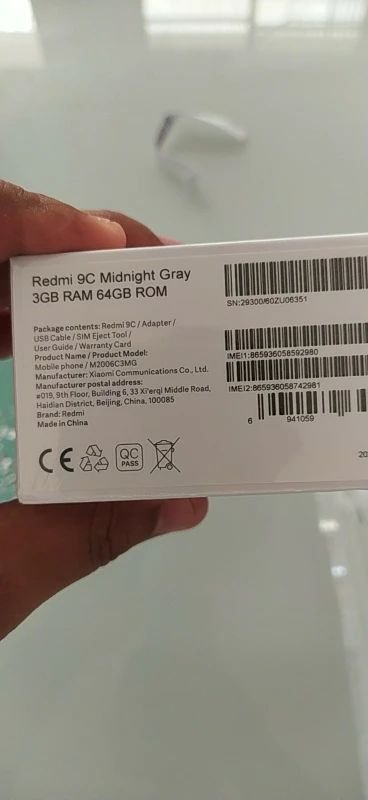 Redmi 9C Midnight Gray
3GB RAM 64GB ROM
Package contents: Redmi 9C / Adapter /
USB Cable / SIM Eject Tool /
User Guide / Warranty Card
Product Name / Product Model:
Mobile phone / M2006C3MG
Manufacturer: Xiaomi Communications Co., Ltd.
Manufacturer postal address:
#019, 9th Floor, Building 6, 33 Xi'erqi Middle Road,
Haidian District, Beijing, China, 100085
Brand: Redmi
Made in China
CE
QC
PASS
SN:29300/60ZU06351
IMEI1:865936058592980
IMEI2:865936058742981
6 941059
20